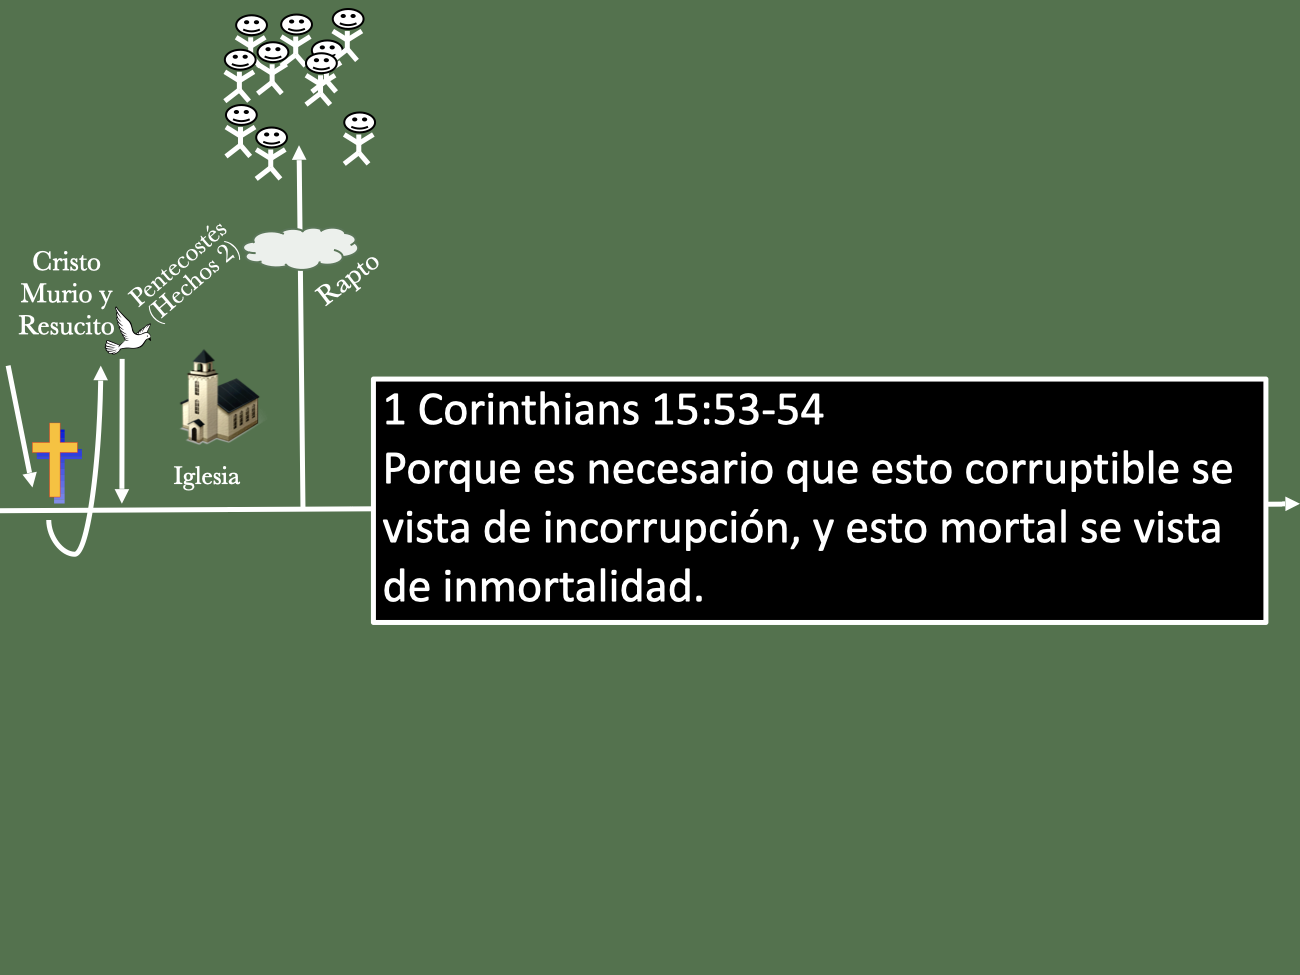 Cristo
Murio y
Resucito
Pentecostés
(Hechos 2)
Rapto
Iglesia
1 Corinthians 15:53-54
Porque es necesario que esto corruptible se
vista de incorrupción, y esto mortal se vista
de inmortalidad.